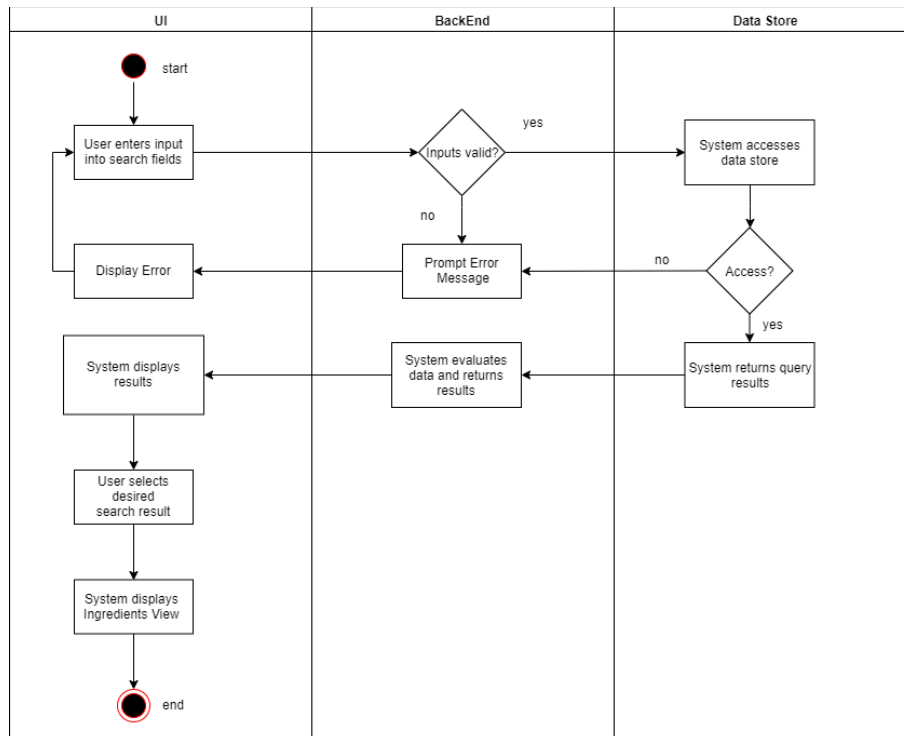 UI
BackEnd
Data Store
start
User enters input
into search fields
Inputs valid?
yes
System accesses
data store
no
Display Error
Prompt Error
Message
no
Access?
yes
System displays
results
System evaluates
data and returns
results
System returns query
results
User selects
desired
search result
System displays
Ingredients View
end